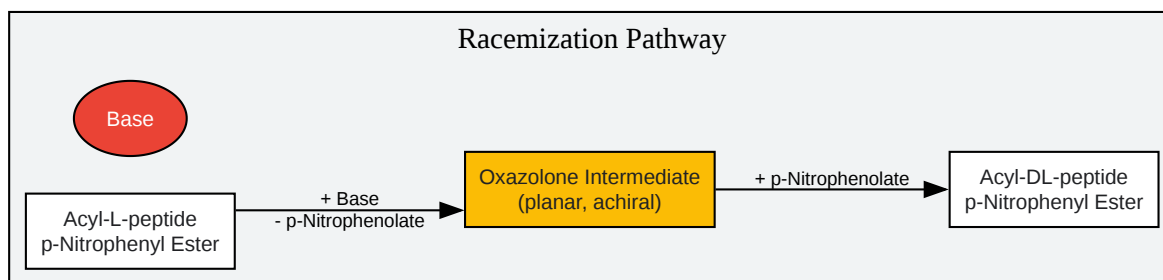 Racemization Pathway
Base
Acyl-L-peptide
p-Nitrophenyl Ester
+ Base
- p-Nitrophenolate
Oxazolone Intermediate
(planar, achiral)
+ p-Nitrophenolate
Acyl-DL-peptide
p-Nitrophenyl Ester